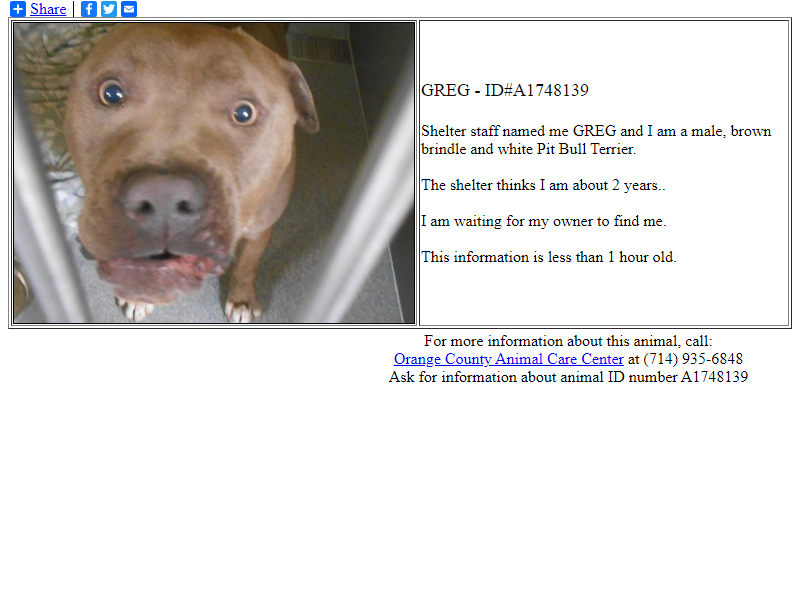 Share
GREG - ID#A1748139
Shelter staff named me GREG and I am a male, brown
brindle and white Pit Bull Terrier.
The shelter thinks I am about 2 years..
I am waiting for my owner to find me.
This information is less than 1 hour old.
For more information about this animal, call:
Orange County Animal Care Center at (714) 935-6848
Ask for information about animal ID number A1748139